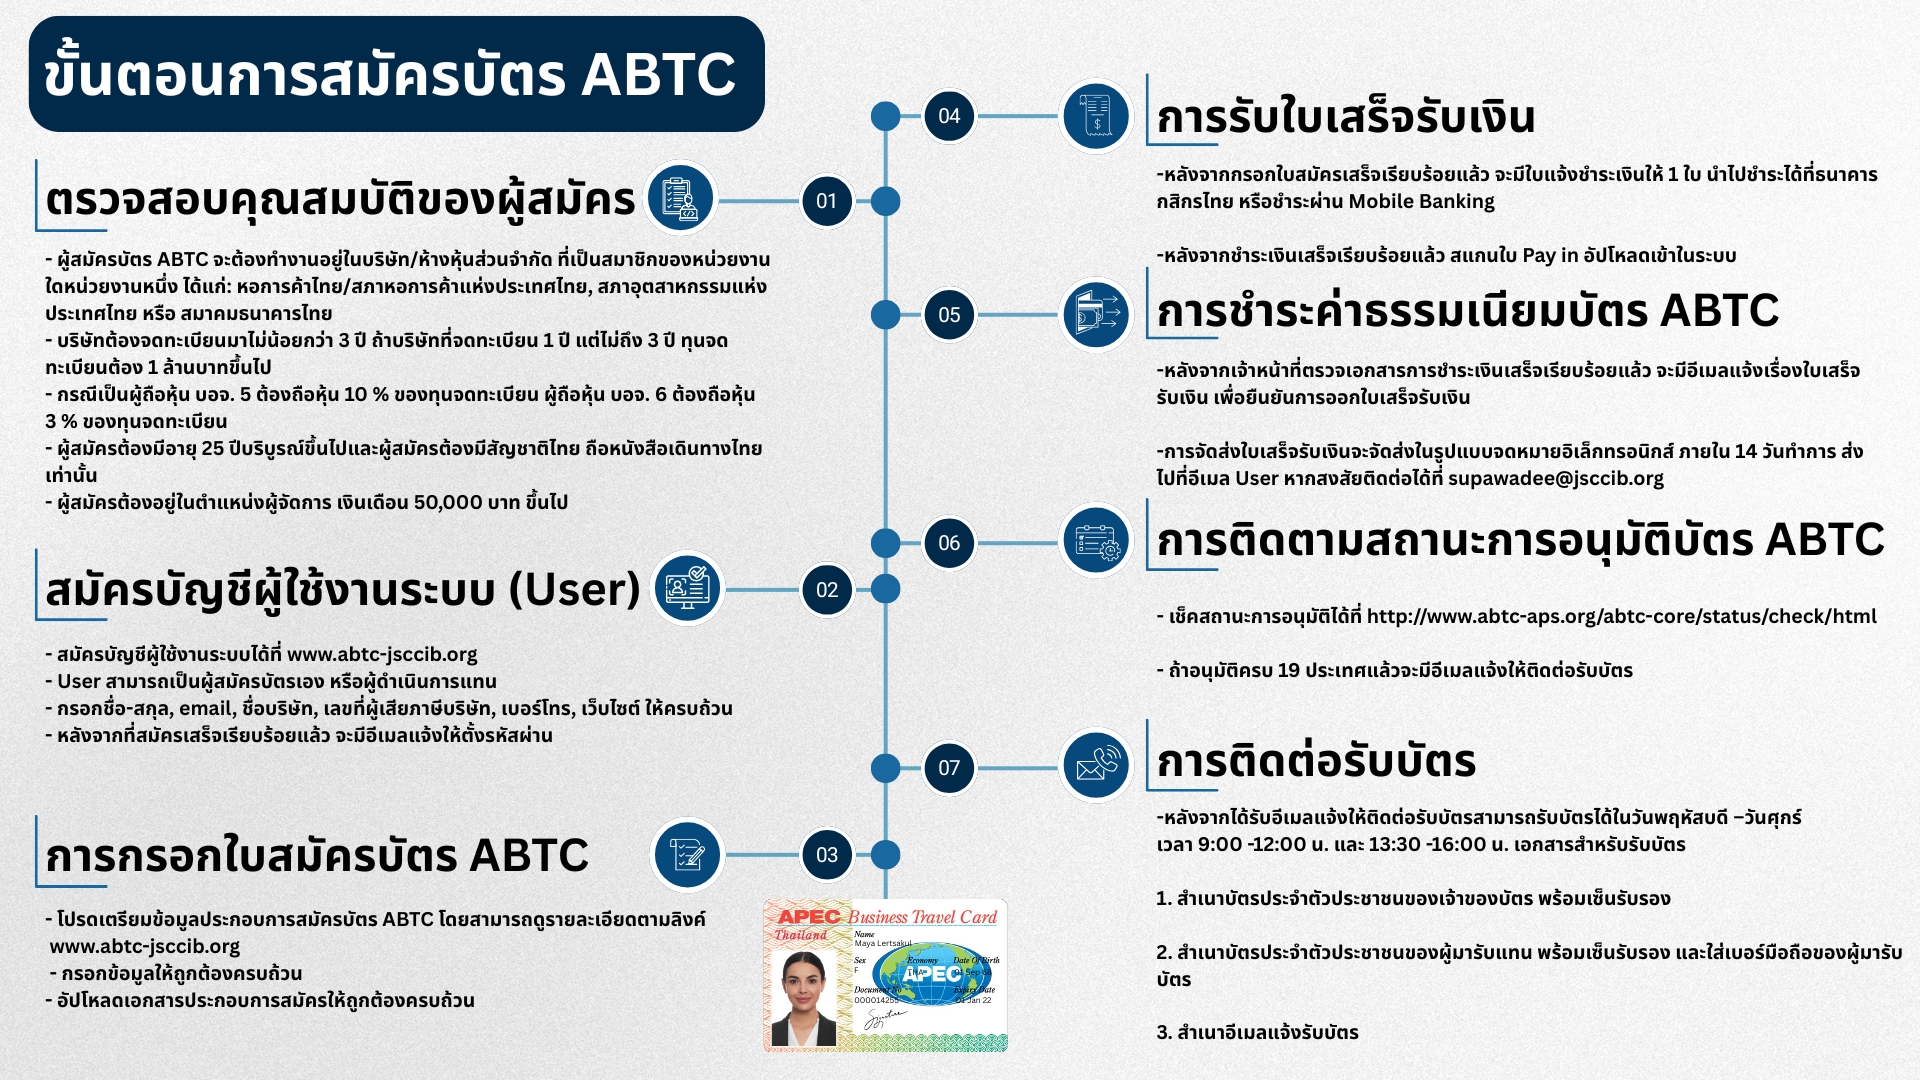 ขั้นตอนการสมัครบัตร ABTC
ตรวจสอบคุณสมบัติของผู้สมัคร
01
- ผู้สมัครบัตร ABTC จะต้องทำงานอยู่ในบริษัท/ห้างหุ้นส่วนจำกัด ที่เป็นสมาชิกของหน่วยงาน
ใดหน่วยงานหนึ่ง ได้แก่: หอการค้าไทย/สภาหอการค้าแห่งประเทศไทย, สภาอุตสาหกรรมแห่ง
ประเทศไทย หรือ สมาคมธนาคารไทย
- บริษัทต้องจดทะเบียนมาไม่น้อยกว่า 3 ปี ถ้าบริษัทที่จดทะเบียน 1 ปี แต่ไม่ถึง 3 ปี ทุนจด
ทะเบียนต้อง 1 ล้านบาทขึ้นไป
- กรณีเป็นผู้ถือหุ้น บอจ. 5 ต้องถือหุ้น 10 % ของทุนจดทะเบียน ผู้ถือหุ้น บอจ. 6 ต้องถือหุ้น
3 % ของทุนจดทะเบียน
- ผู้สมัครต้องมีอายุ 25 ปีบริบูรณ์ขึ้นไปและผู้สมัครต้องมีสัญชาติไทย ถือหนังสือเดินทางไทย
เท่านั้น
- ผู้สมัครต้องอยู่ในตำแหน่งผู้จัดการ เงินเดือน 50,000 บาท ขึ้นไป
สมัครบัญชีผู้ใช้งานระบบ (User)
02
- สมัครบัญชีผู้ใช้งานระบบได้ที่ www.abtc-jsccib.org
- User สามารถเป็นผู้สมัครบัตรเอง หรือผู้ดำเนินการแทน
- กรอกชื่อ-สกุล, email, ชื่อบริษัท, เลขที่ผู้เสียภาษีบริษัท, เบอร์โทร, เว็บไซต์ ให้ครบถ้วน
- หลังจากที่สมัครเสร็จเรียบร้อยแล้ว จะมีอีเมลแจ้งให้ตั้งรหัสผ่าน
การกรอกใบสมัครบัตร ABTC
03
- โปรดเตรียมข้อมูลประกอบการสมัครบัตร ABTC โดยสามารถดูรายละเอียดตามลิงค์
www.abtc-jsccib.org
- กรอกข้อมูลให้ถูกต้องครบถ้วน
- อัปโหลดเอกสารประกอบการสมัครให้ถูกต้องครบถ้วน
APEC Business Travel Card
Thailand
Name
Maya Lertsakul
Sex Economy Date Of Birth
F THA
APEC
Document No Expiry Date
000014255 01 Jan 22
04
การรับใบเสร็จรับเงิน
-หลังจากกรอกใบสมัครเสร็จเรียบร้อยแล้ว จะมีใบแจ้งชำระเงินให้ 1 ใบ นำไปชำระได้ที่ธนาคาร
กสิกรไทย หรือชำระผ่าน Mobile Banking
-หลังจากชำระเงินเสร็จเรียบร้อยแล้ว สแกนใบ Pay in อัปโหลดเข้าในระบบ
05
การชำระค่าธรรมเนียมบัตร ABTC
-หลังจากเจ้าหน้าที่ตรวจเอกสารการชำระเงินเสร็จเรียบร้อยแล้ว จะมีอีเมลแจ้งเรื่องใบเสร็จ
รับเงิน เพื่อยืนยันการออกใบเสร็จรับเงิน
-การจัดส่งใบเสร็จรับเงินจะจัดส่งในรูปแบบจดหมายอิเล็กทรอนิกส์ ภายใน 14 วันทำการ ส่ง
ไปที่อีเมล User หากสงสัยติดต่อได้ที่ supawadee@jsccib.org
06
การติดตามสถานะการอนุมัติบัตร ABTC
- เช็คสถานะการอนุมัติได้ที่ http://www.abtc-aps.org/abtc-core/status/check/html
- ถ้าอนุมัติครบ 19 ประเทศแล้วจะมีอีเมลแจ้งให้ติดต่อรับบัตร
07
การติดต่อรับบัตร
-หลังจากได้รับอีเมลแจ้งให้ติดต่อรับบัตรสามารถรับบัตรได้ในวันพฤหัสบดี –วันศุกร์
เวลา 9:00 -12:00 น. และ 13:30 -16:00 น. เอกสารสำหรับรับบัตร
1. สำเนาบัตรประจำตัวประชาชนของเจ้าของบัตร พร้อมเซ็นรับรอง
2. สำเนาบัตรประจำตัวประชาชนของผู้มารับแทน พร้อมเซ็นรับรอง และใส่เบอร์มือถือของผู้มารับ
บัตร
3. สำเนาอีเมลแจ้งรับบัตร